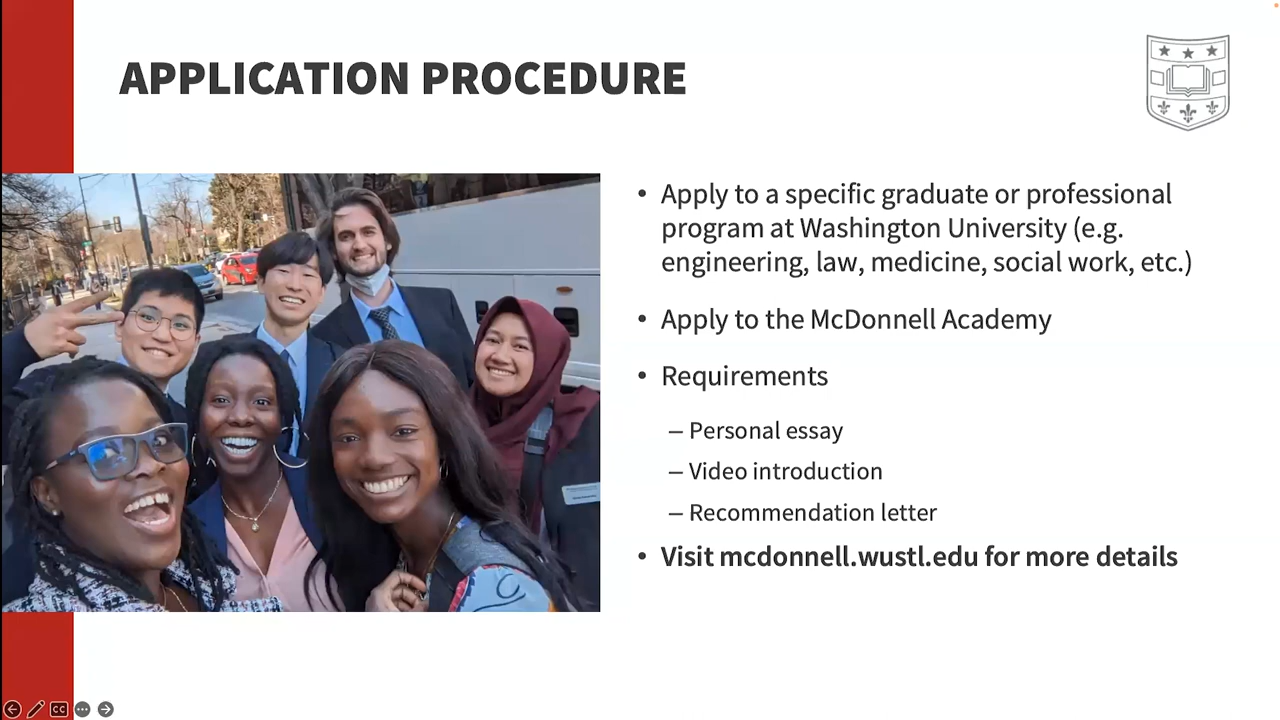 APPLICATION PROCEDURE
• Apply to a specific graduate or professional
program at Washington University (e.g.
engineering, law, medicine, social work, etc.)
• Apply to the McDonnell Academy
• Requirements
– Personal essay
– Video introduction
– Recommendation letter
• Visit mcdonnell.wustl.edu for more details
CC